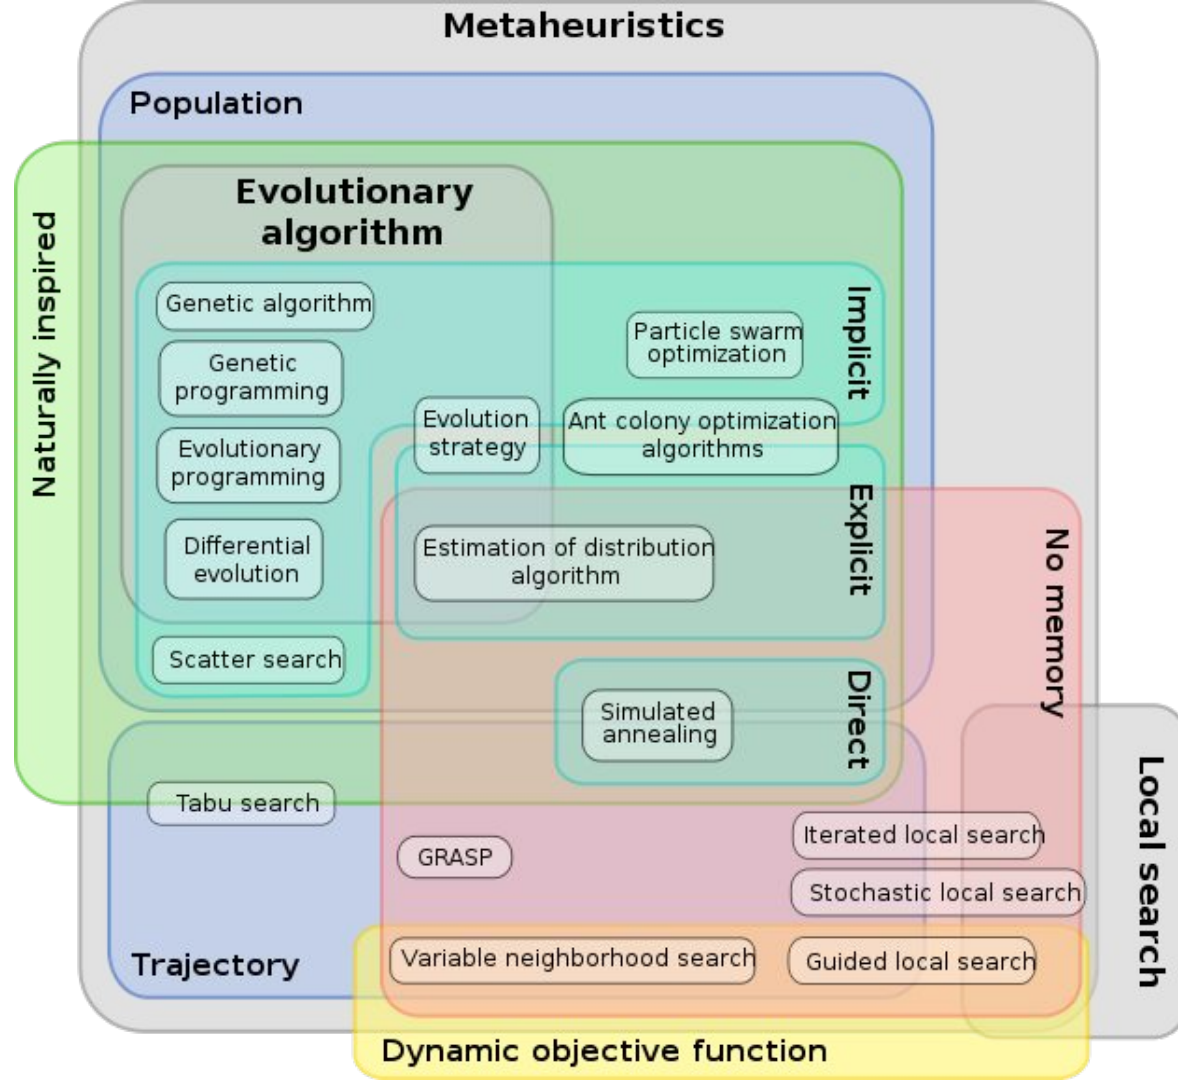 Metaheuristics
Population
Naturally inspired
Evolutionary
algorithm
Genetic algorithm
Genetic
programming
Evolutionary
programming
Differential
evolution
Scatter search
Evolution
strategy
Particle swarm
optimization
Ant colony optimization
algorithms
Implicit
Explicit
Estimation of distribution
algorithm
No memory
Direct
Simulated
annealing
Tabu search
GRASP
Iterated local search
Stochastic local search
Local search
Trajectory
Variable neighborhood search
Guided local search
Dynamic objective function